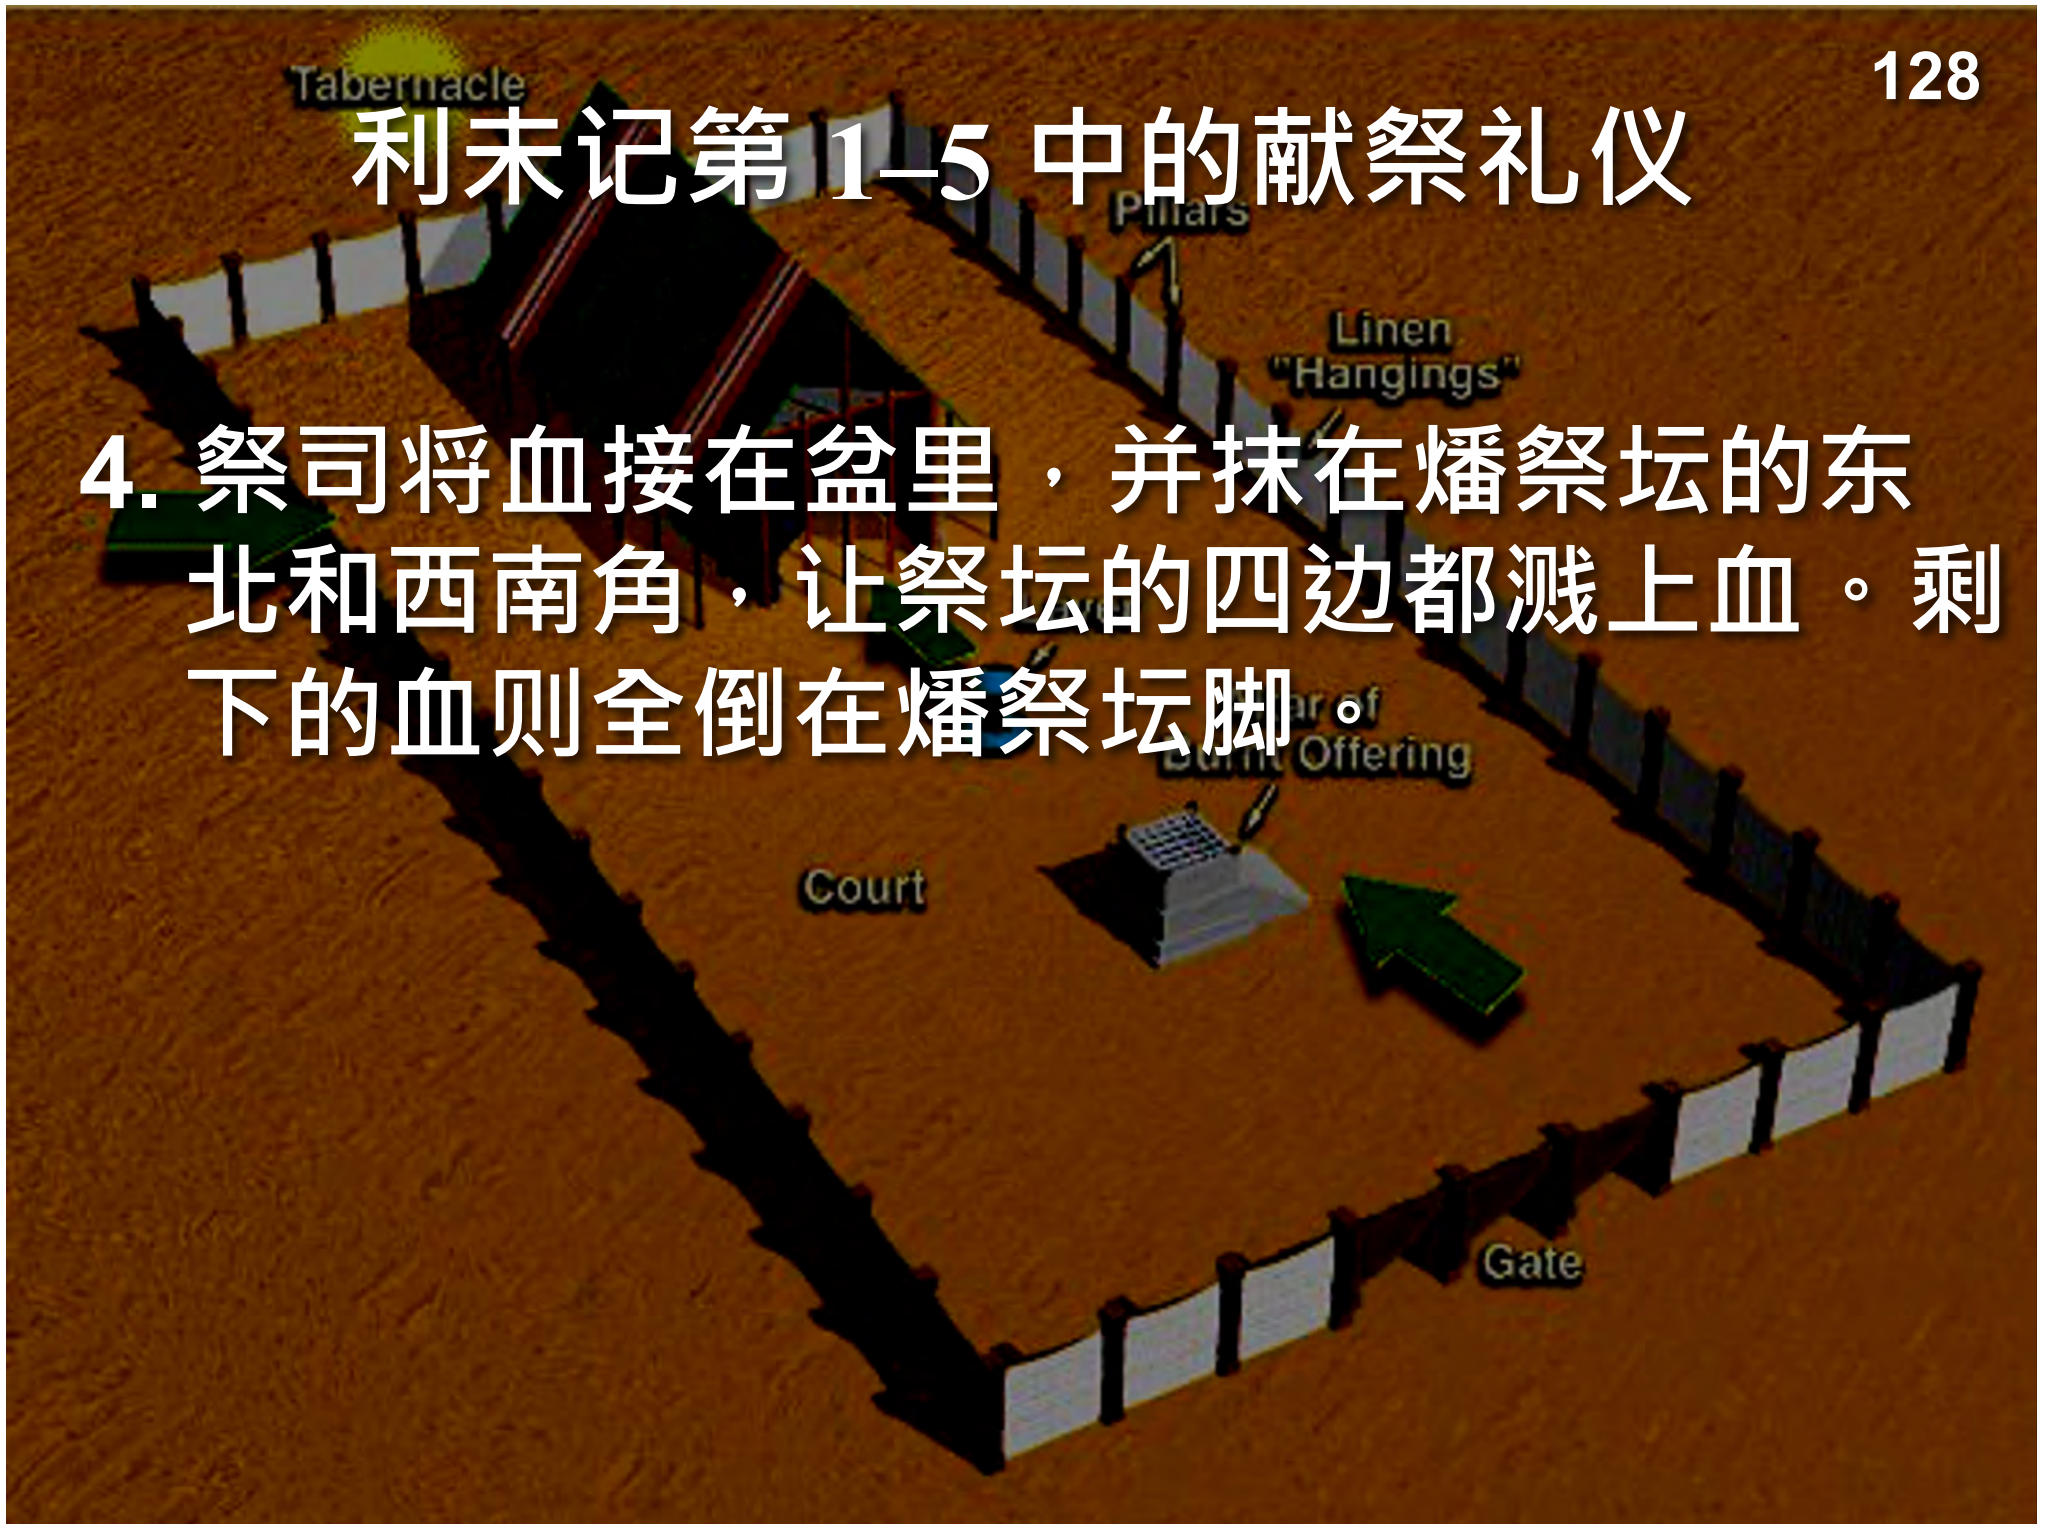 128
Tabernacle
利未记第 1–5 中的献祭礼仪
Pillars
Linen
"Hangings"
4. 祭司将血接在盆里，并抹在燔祭坛的东
北和西南角，让祭坛的四边都溅上血。剩
下的血则全倒在燔祭坛脚。
of
Burnt Offering
Court
Gate